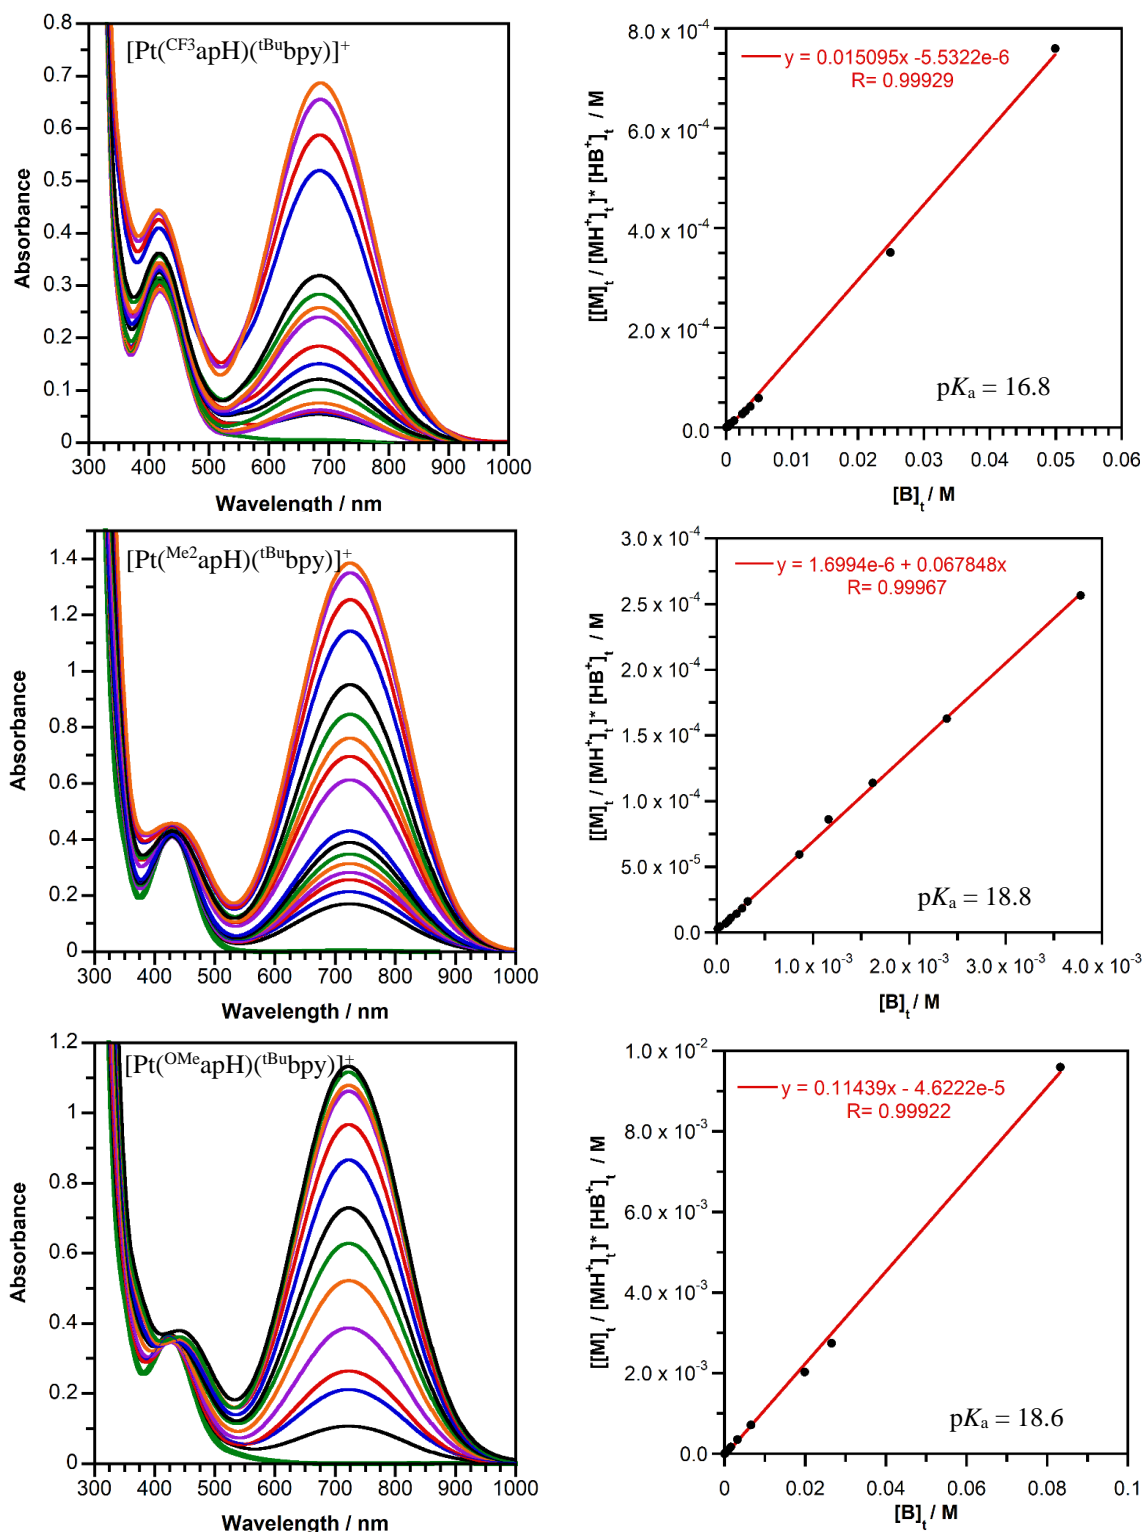 [Pt(CF3apH)(tBubpy)]+
0.8
0.7
0.6
0.5
0.4
0.3
0.2
0.1
0
Absorbance
300 400 500 600 700 800 900 1000
Wavelength / nm
y = 0.015095x -5.5322e-6
R= 0.99929
8.0 x 10-4
6.0 x 10-4
4.0 x 10-4
2.0 x 10-4
0.0
[[M]t / [MH+]t]* [HB+]t / M
pKa = 16.8
0 0.01 0.02 0.03 0.04 0.05 0.06
[B]t / M
[Pt(Me2apH)(tBubpy)]+
1.4
1.2
1
0.8
0.6
0.4
0.2
0
Absorbance
300 400 500 600 700 800 900 1000
Wavelength / nm
y = 1.6994e-6 + 0.067848x
R= 0.99967
3.0 x 10-4
2.5 x 10-4
2.0 x 10-4
1.5 x 10-4
1.0 x 10-4
5.0 x 10-5
0.0
[[M]t / [MH+]t]* [HB+]t / M
pKa = 18.8
0.0 1.0 x 10-3 2.0 x 10-3 3.0 x 10-3 4.0 x 10-3
[B]t / M
[Pt(OMeapH)(tBubpy)]+
1.2
1
0.8
0.6
0.4
0.2
0
Absorbance
300 400 500 600 700 800 900 1000
Wavelength / nm
y = 0.11439x - 4.6222e-5
R= 0.99922
1.0 x 10-2
8.0 x 10-3
6.0 x 10-3
4.0 x 10-3
2.0 x 10-3
0.0
[[M]t / [MH+]t]* [HB+]t / M
pKa = 18.6
0 0.02 0.04 0.06 0.08 0.1
[B]t / M